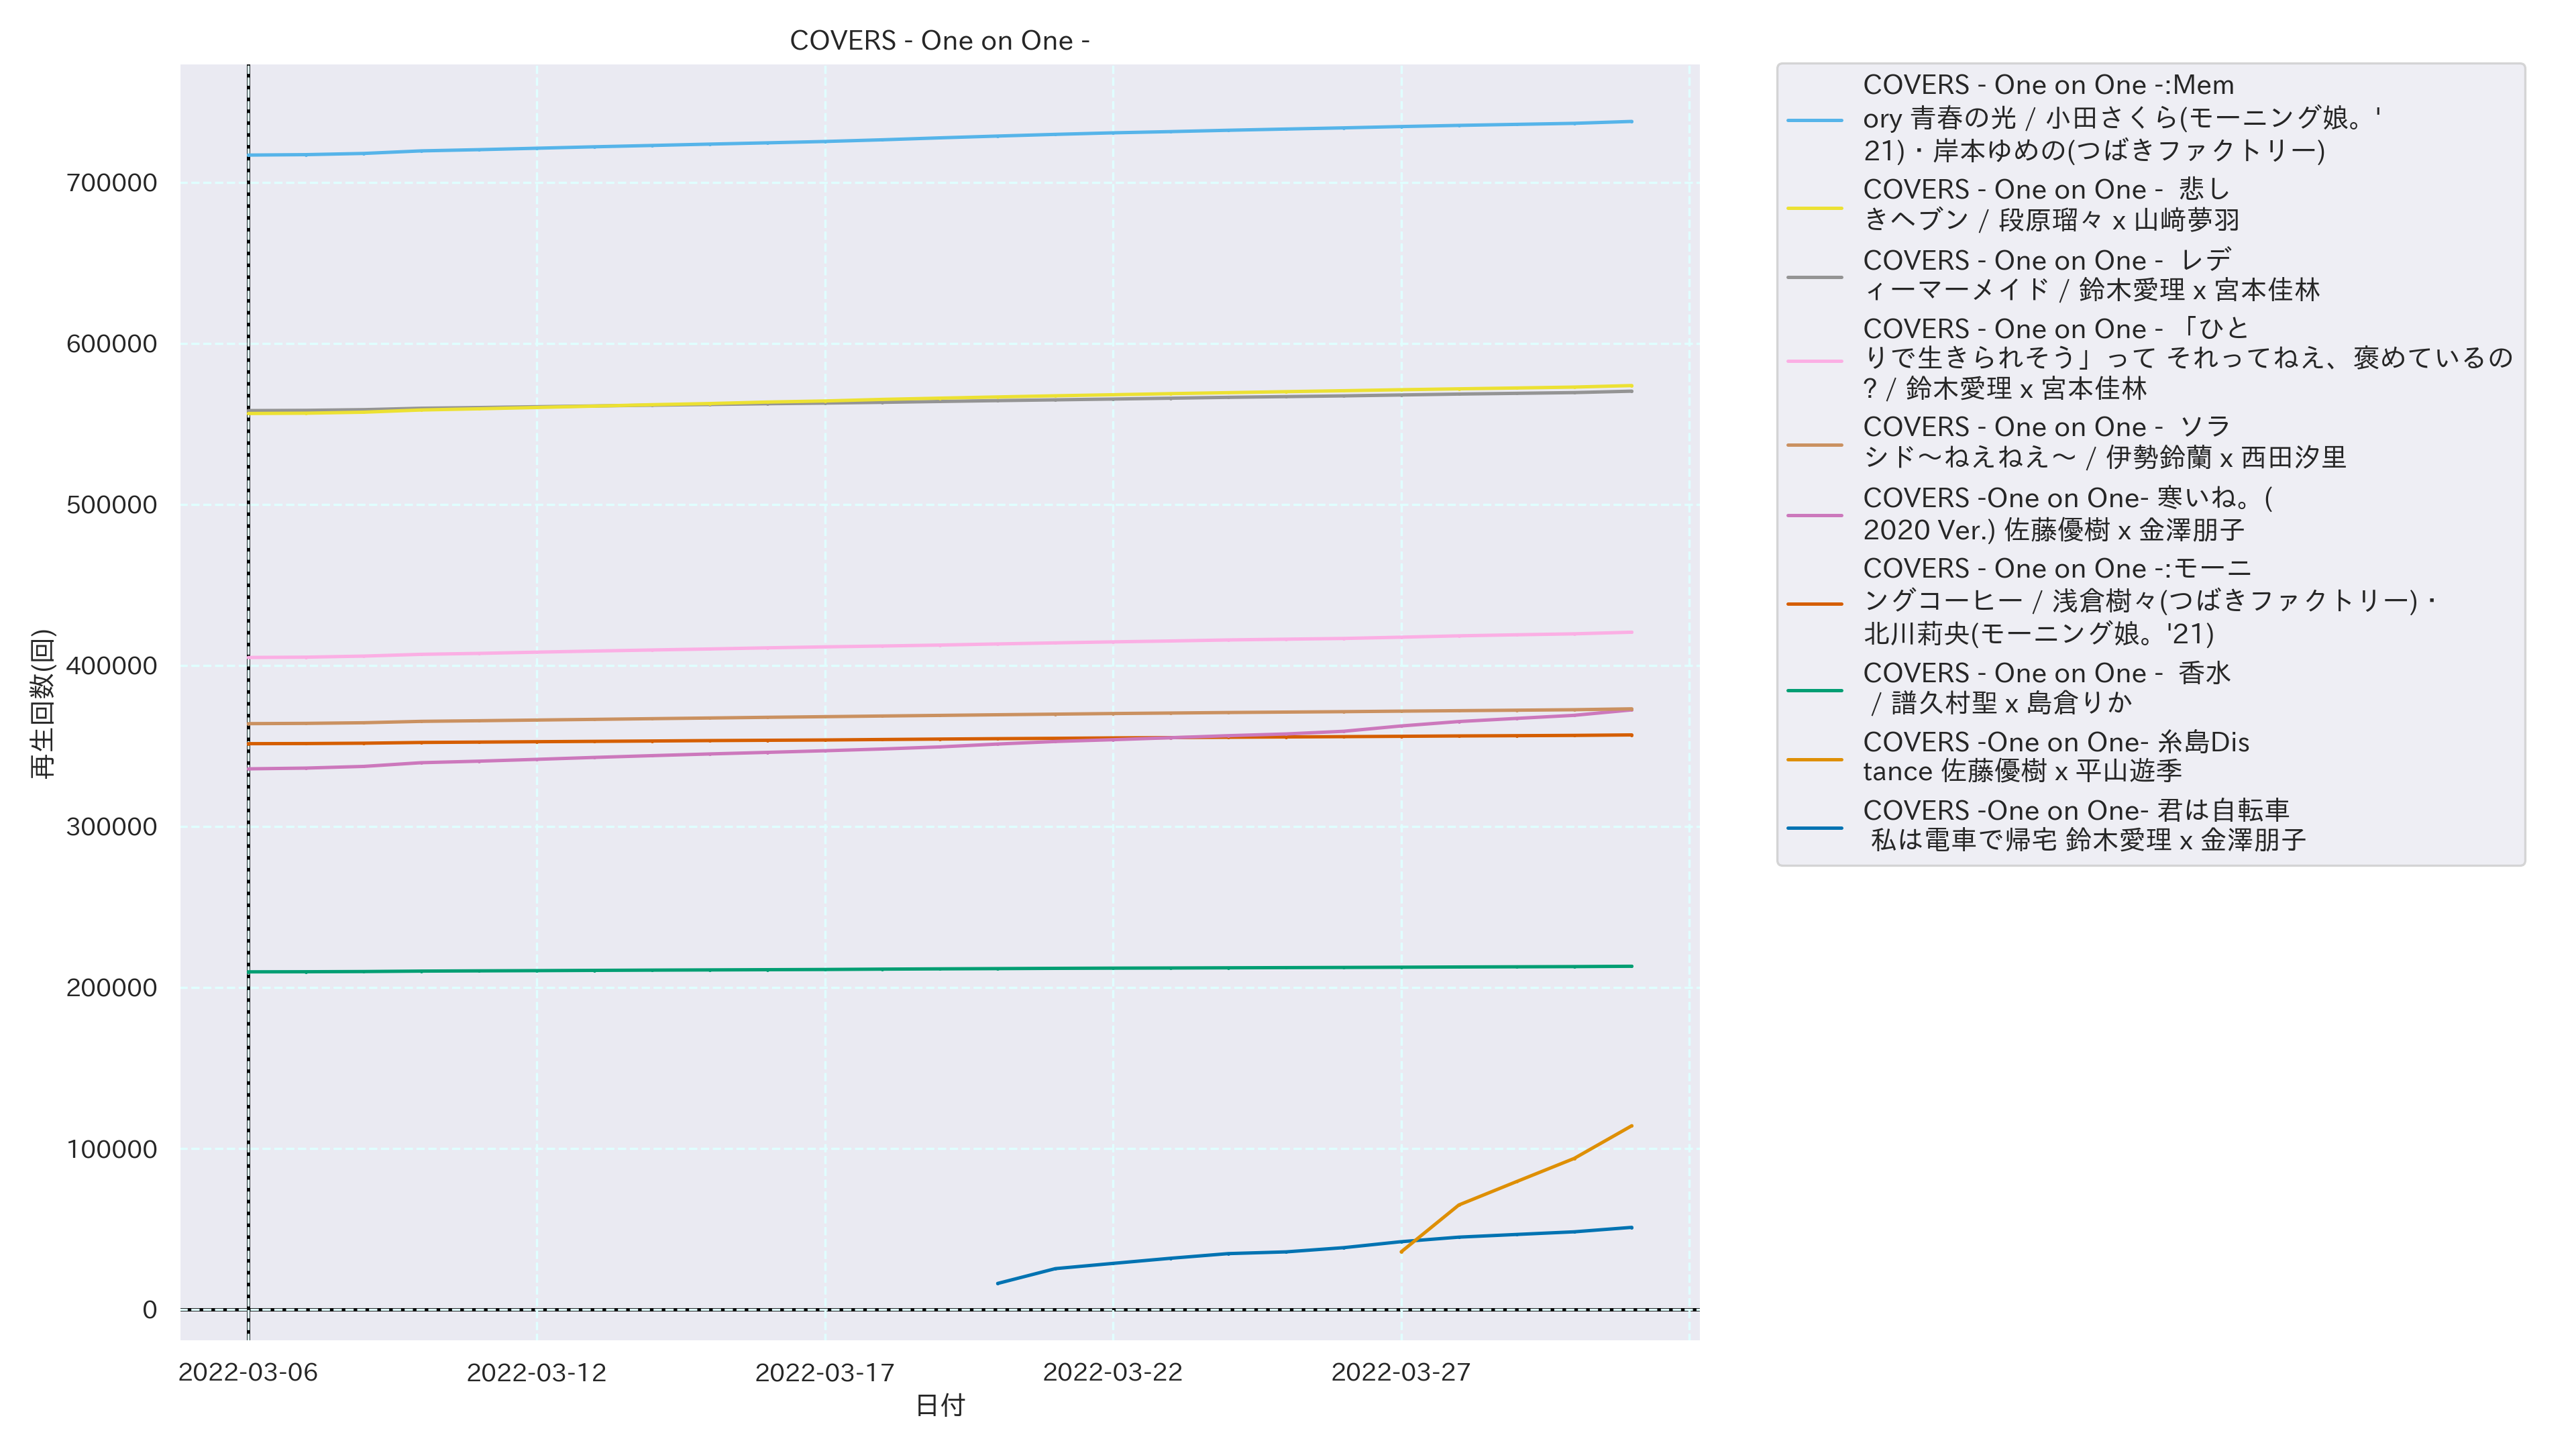 COVERS - One on One -
再生回数(回)
700000
600000
500000
400000
300000
200000
100000
0
2022-03-06
2022-03-12
2022-03-17
2022-03-22
2022-03-27
日付
COVERS - One on One -:Mem
ory 青春の光 / 小田さくら(モーニング娘。'
21)・岸本ゆめの(つばきファクトリー)
COVERS - One on One -  悲し
きヘブン / 段原瑠々 x 山﨑夢羽
COVERS - One on One -  レデ
ィーマーメイド / 鈴木愛理 x 宮本佳林
COVERS - One on One - 「ひと
りで生きられそう」って それってねえ、褒めているの
? / 鈴木愛理 x 宮本佳林
COVERS - One on One -  ソラ
シド〜ねえねえ〜 / 伊勢鈴蘭 x 西田汐里
COVERS -One on One- 寒いね。(
2020 Ver.) 佐藤優樹 x 金澤朋子
COVERS - One on One -:モーニ
ングコーヒー / 浅倉樹々(つばきファクトリー)・
北川莉央(モーニング娘。'21)
COVERS - One on One -  香水
/ 譜久村聖 x 島倉りか
COVERS -One on One- 糸島Dis
tance 佐藤優樹 x 平山遊季
COVERS -One on One- 君は自転車
私は電車で帰宅 鈴木愛理 x 金澤朋子